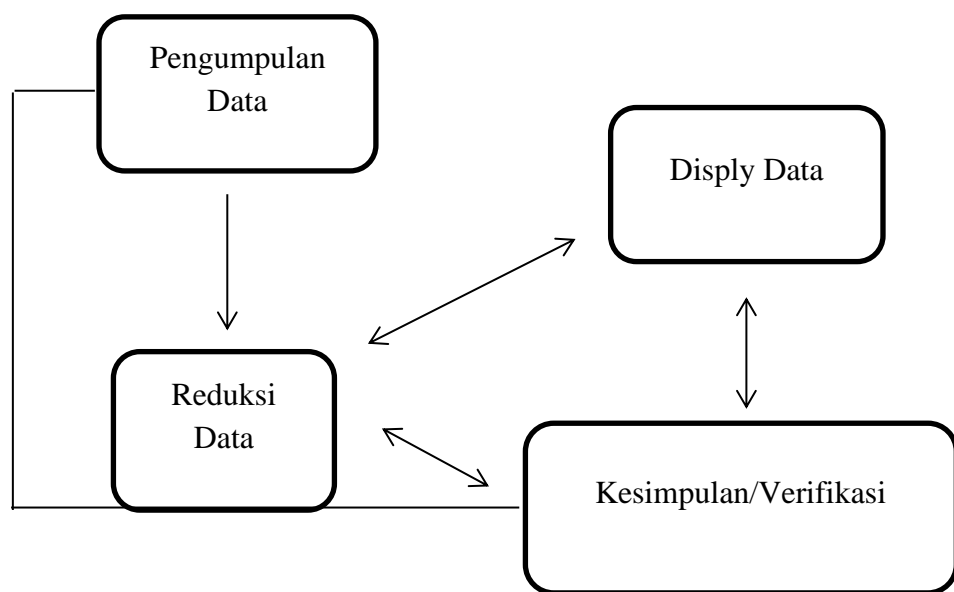 Pengumpulan
Data
Disply Data
Reduksi
Data
Kesimpulan/Verifikasi